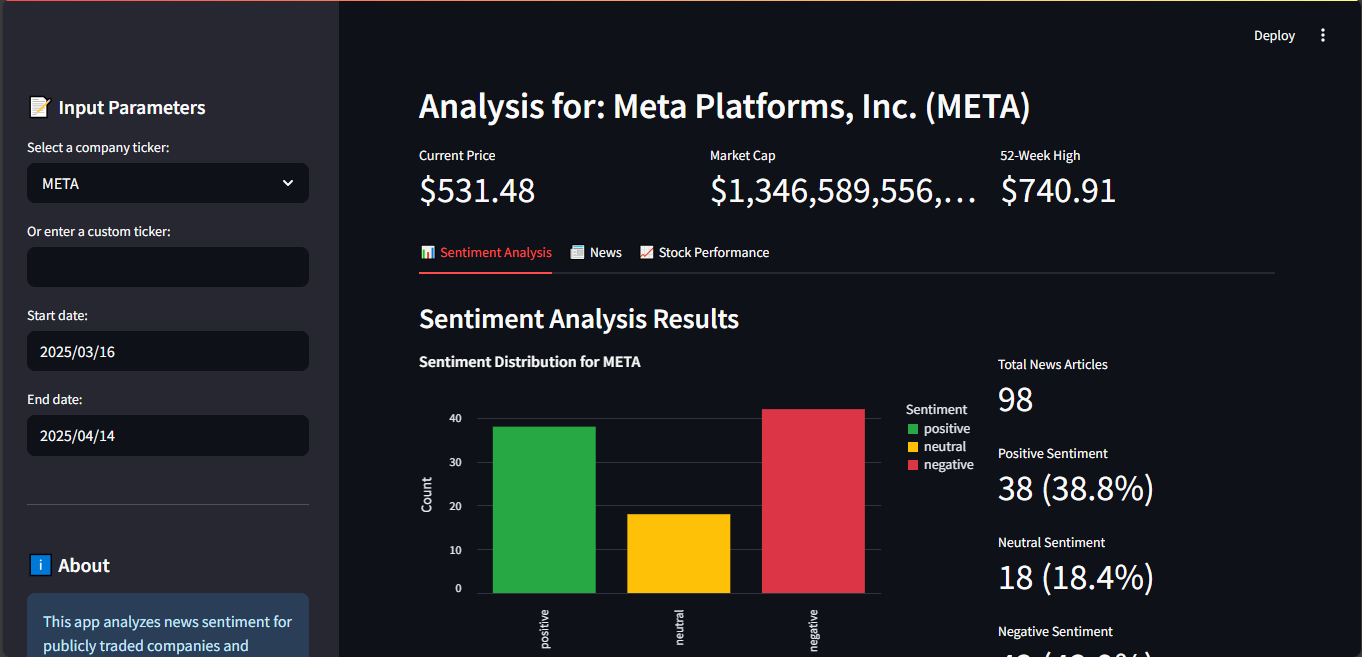 Deploy
Input Parameters
Select a company ticker:
META
Or enter a custom ticker:
Start date:
2025/03/16
End date:
2025/04/14
About
This app analyzes news sentiment for
publicly traded companies and
Analysis for: Meta Platforms, Inc. (META)
Current Price
$531.48
Market Cap
$1,346,589,556,…
52-Week High
$740.91
Sentiment Analysis
News
Stock Performance
Sentiment Analysis Results
Sentiment Distribution for META
Count
40
30
20
10
0
positive
neutral
negative
Sentiment
positive
neutral
negative
Total News Articles
98
Positive Sentiment
38 (38.8%)
Neutral Sentiment
18 (18.4%)
Negative Sentiment